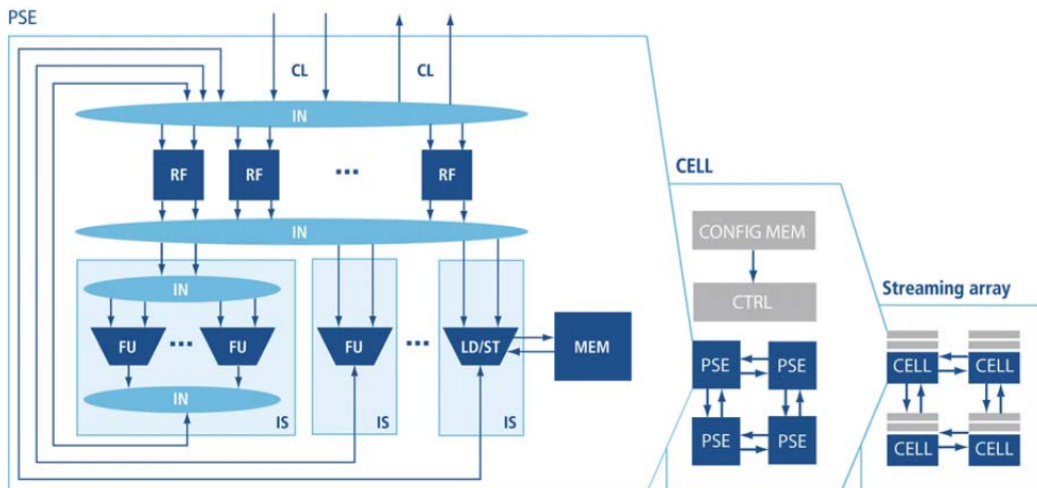 PSE
CL CL
IN
RF RF ... RF
IN
IN
FU ... FU FU ... LD/ST MEM
IN
IS IS IS
CELL
CONFIG MEM
CTRL
PSE PSE
PSE PSE
Streaming array
CELL CELL
CELL CELL